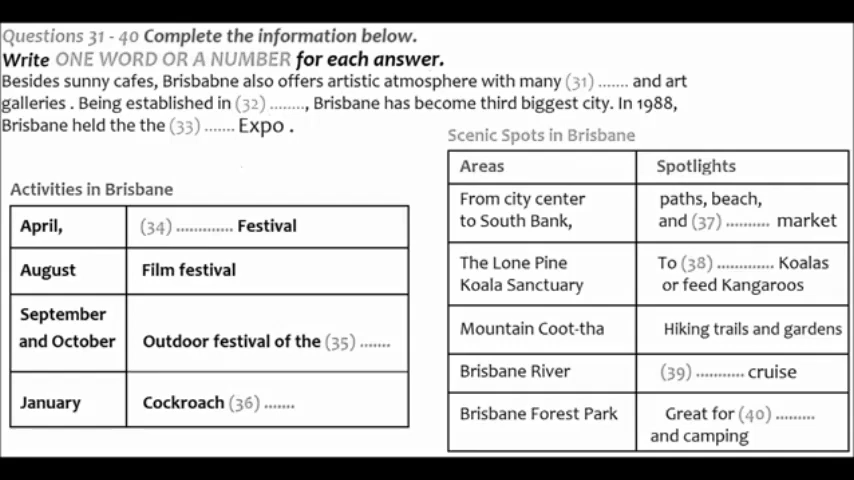 Questions 31 - 40 Complete the information below.
Write ONE WORD OR A NUMBER for each answer.
Besides sunny cafes, Brisbabne also offers artistic atmosphere with many (31) ....... and art
galleries . Being established in (32) ........, Brisbane has become third biggest city. In 1988,
Brisbane held the the (33) ....... Expo .
Activities in Brisbane
April, (34) ............. Festival
August Film festival
September
and October Outdoor festival of the (35) .......
January Cockroach (36) .......
Scenic Spots in Brisbane
Areas Spotlights
From city center paths, beach,
to South Bank, and (37) .......... market
The Lone Pine To (38) ............. Koalas
Koala Sanctuary or feed Kangaroos
Mountain Coot-tha Hiking trails and gardens
Brisbane River (39) ........... cruise
Brisbane Forest Park Great for (40) .........
and camping